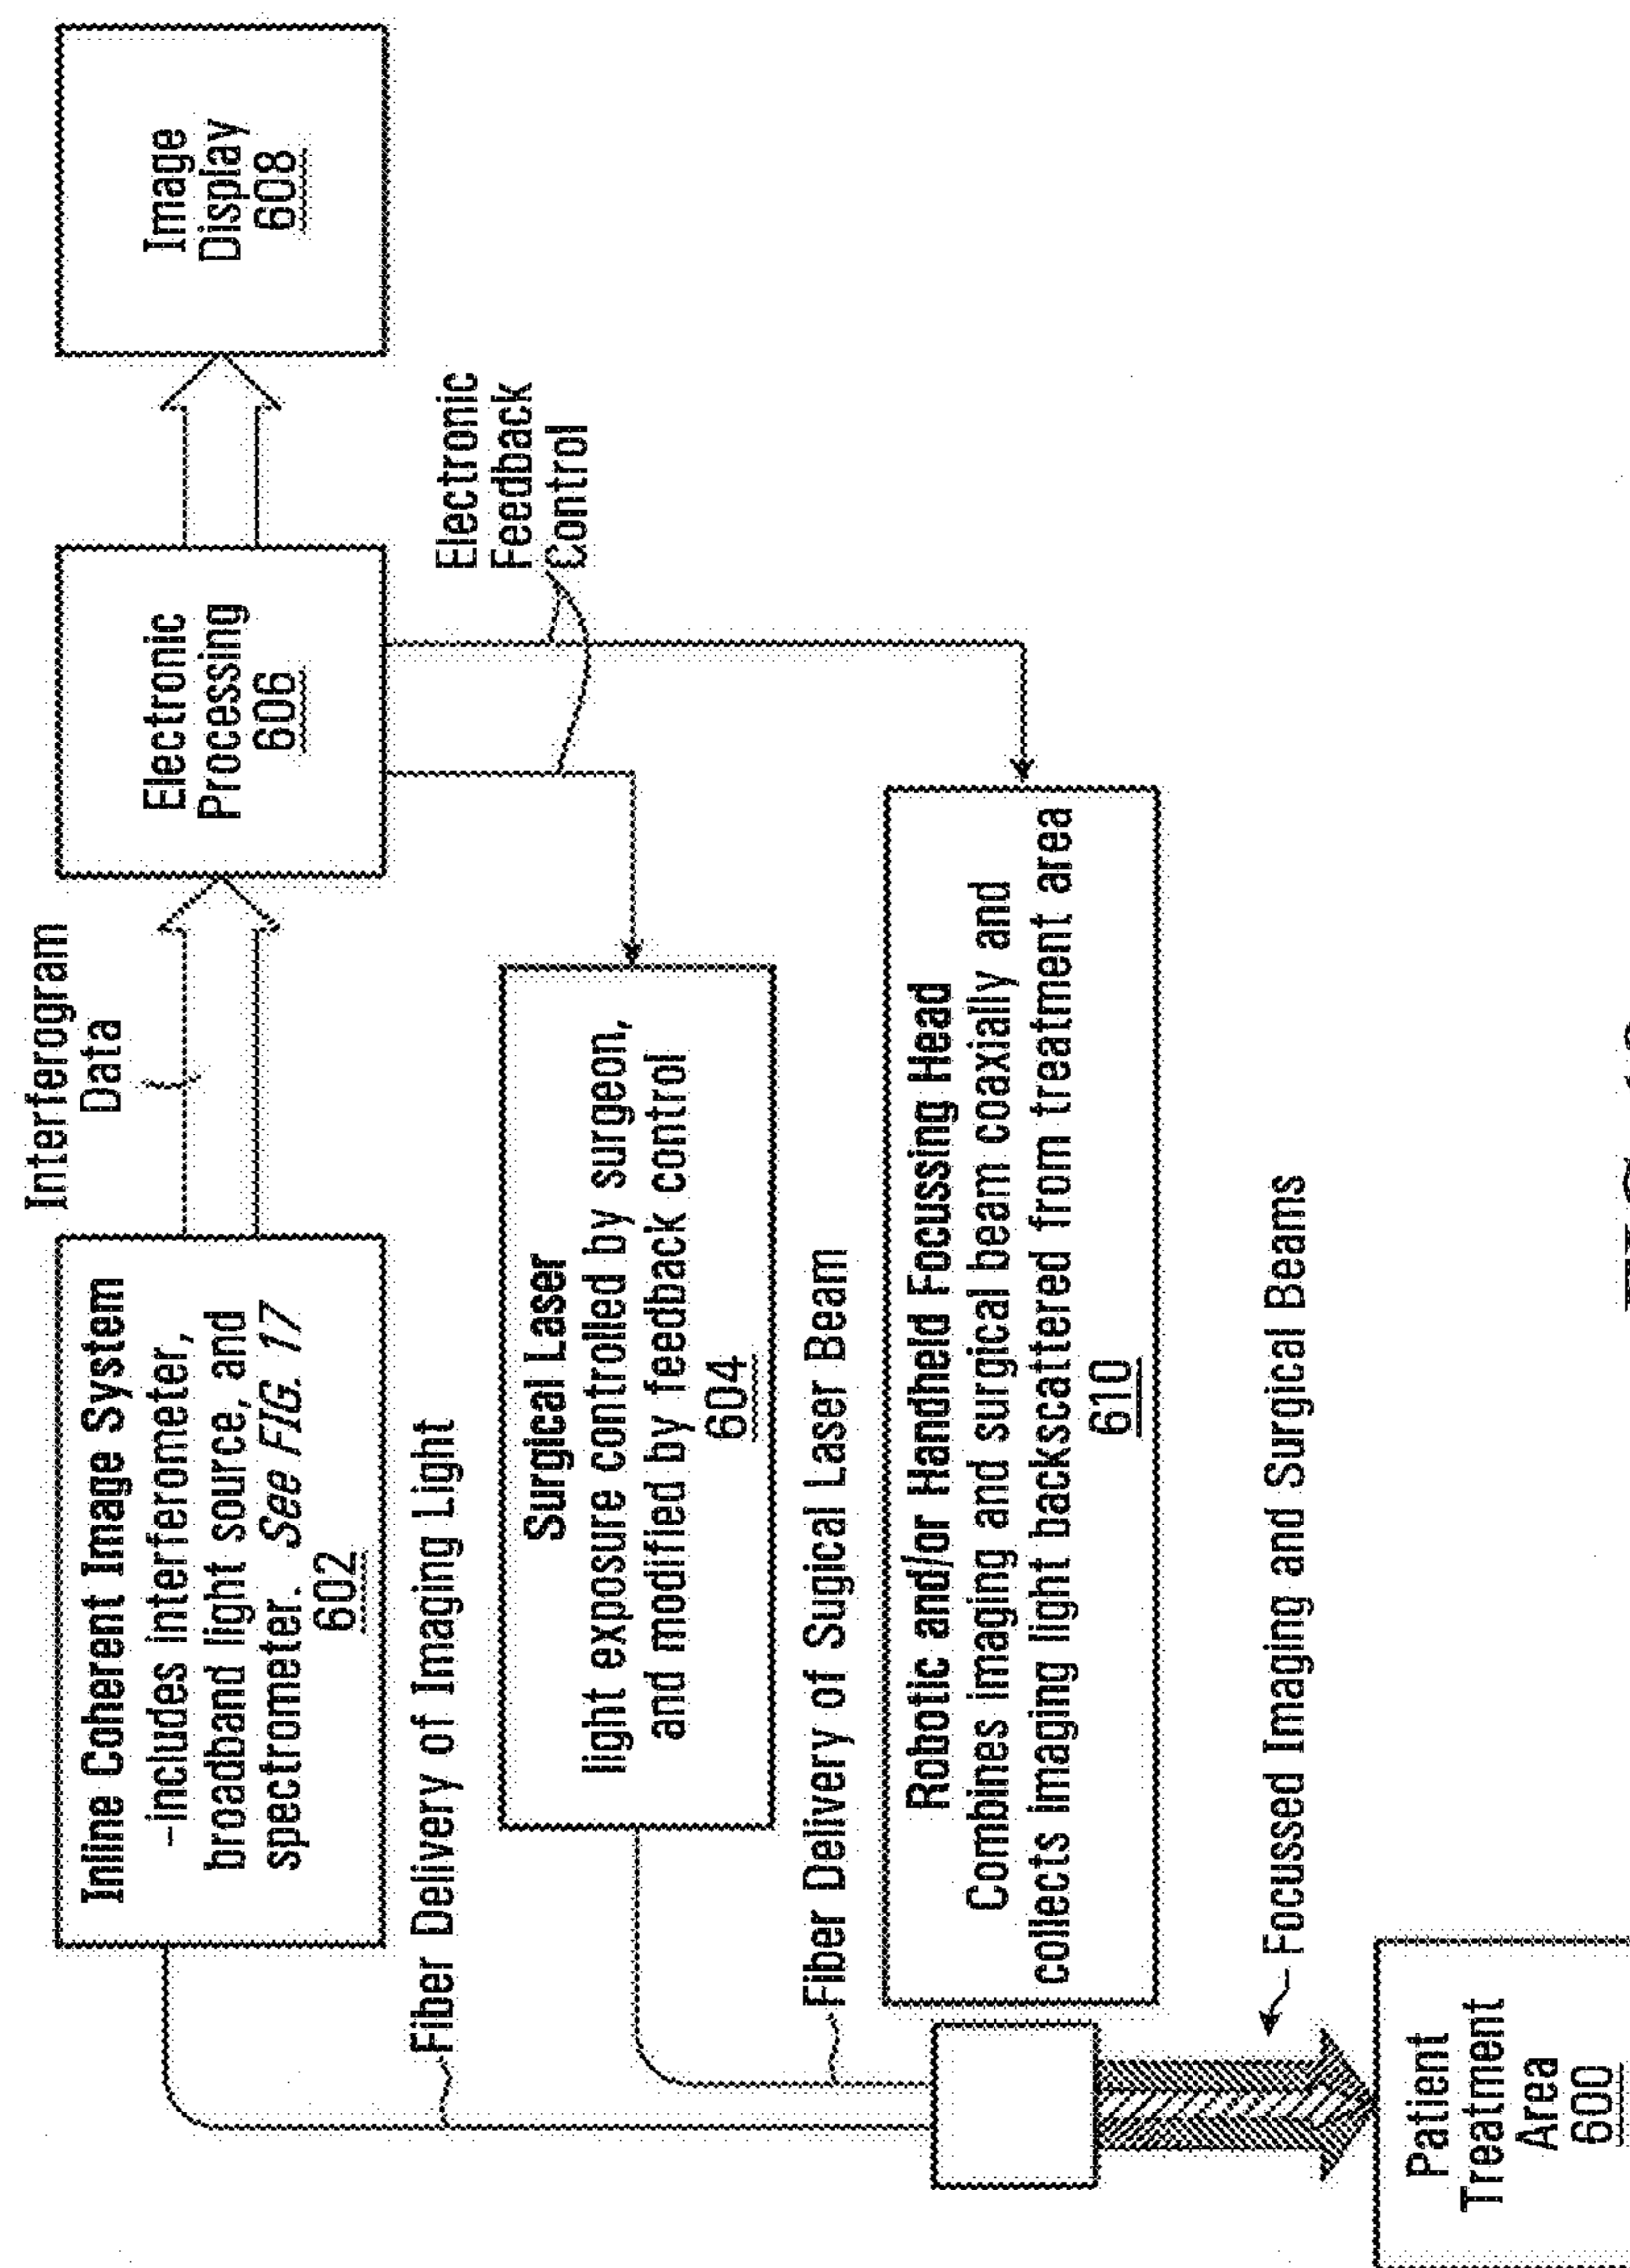 Interferogram
Data
Inline Coherent Image System
-includes interferometer,
broadband light source, and
spectrometer. See FIG. 17
602
Electronic
Processing
606
Image
Display
608
Fiber Delivery of Imaging Light
Electronic
Feedback
Control
Surgical Laser
light exposure controlled by surgeon,
and modified by feedback control
604
Fiber Delivery of Sugical Laser Beam
Robotic and/or Handheld Focussing Head
Combines imaging and surgical beam coaxially and
collects imaging light backscattered from treatment area
610
Focussed Imaging and Surgical Beams
Patient
Treatment
Area
600